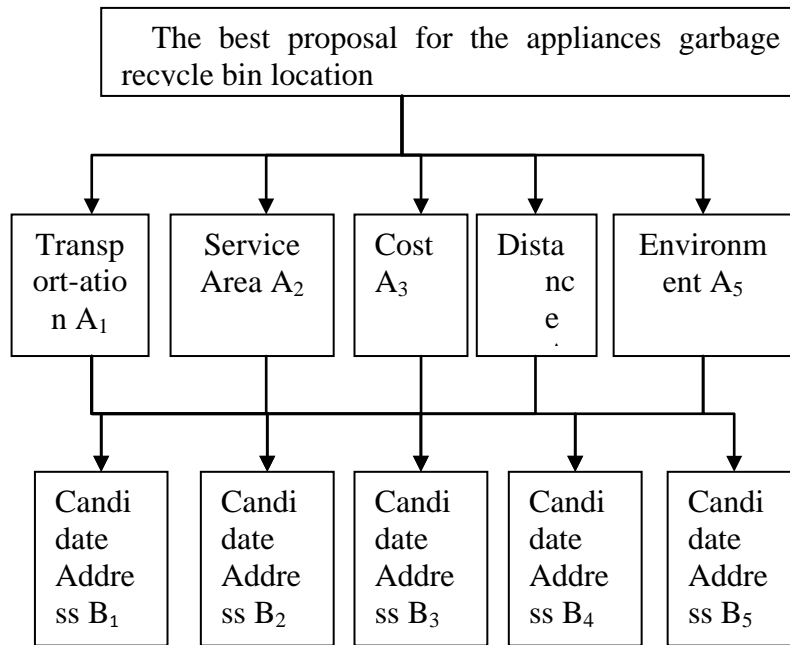 The best proposal for the appliances garbage
recycle bin location
Transp
ort-atio
n A₁
Service
Area A₂
Cost
A₃
Dista
nc
e
Environm
ent A₅
Candi
date
Addre
ss B₁
Candi
date
Addre
ss B₂
Candi
date
Addre
ss B₃
Candi
date
Addre
ss B₄
Candi
date
Addre
ss B₅